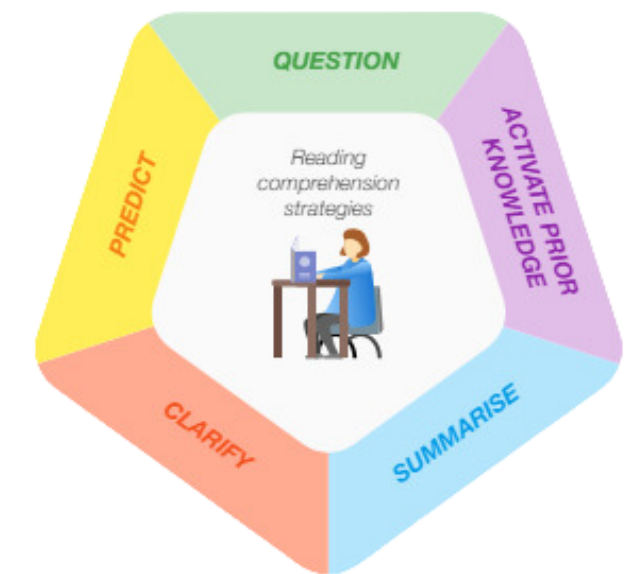 QUESTION
ACTIVATE PRIOR
KNOWLEDGE
SUMMARISE
CLARIFY
PREDICT
Reading
comprehension
strategies